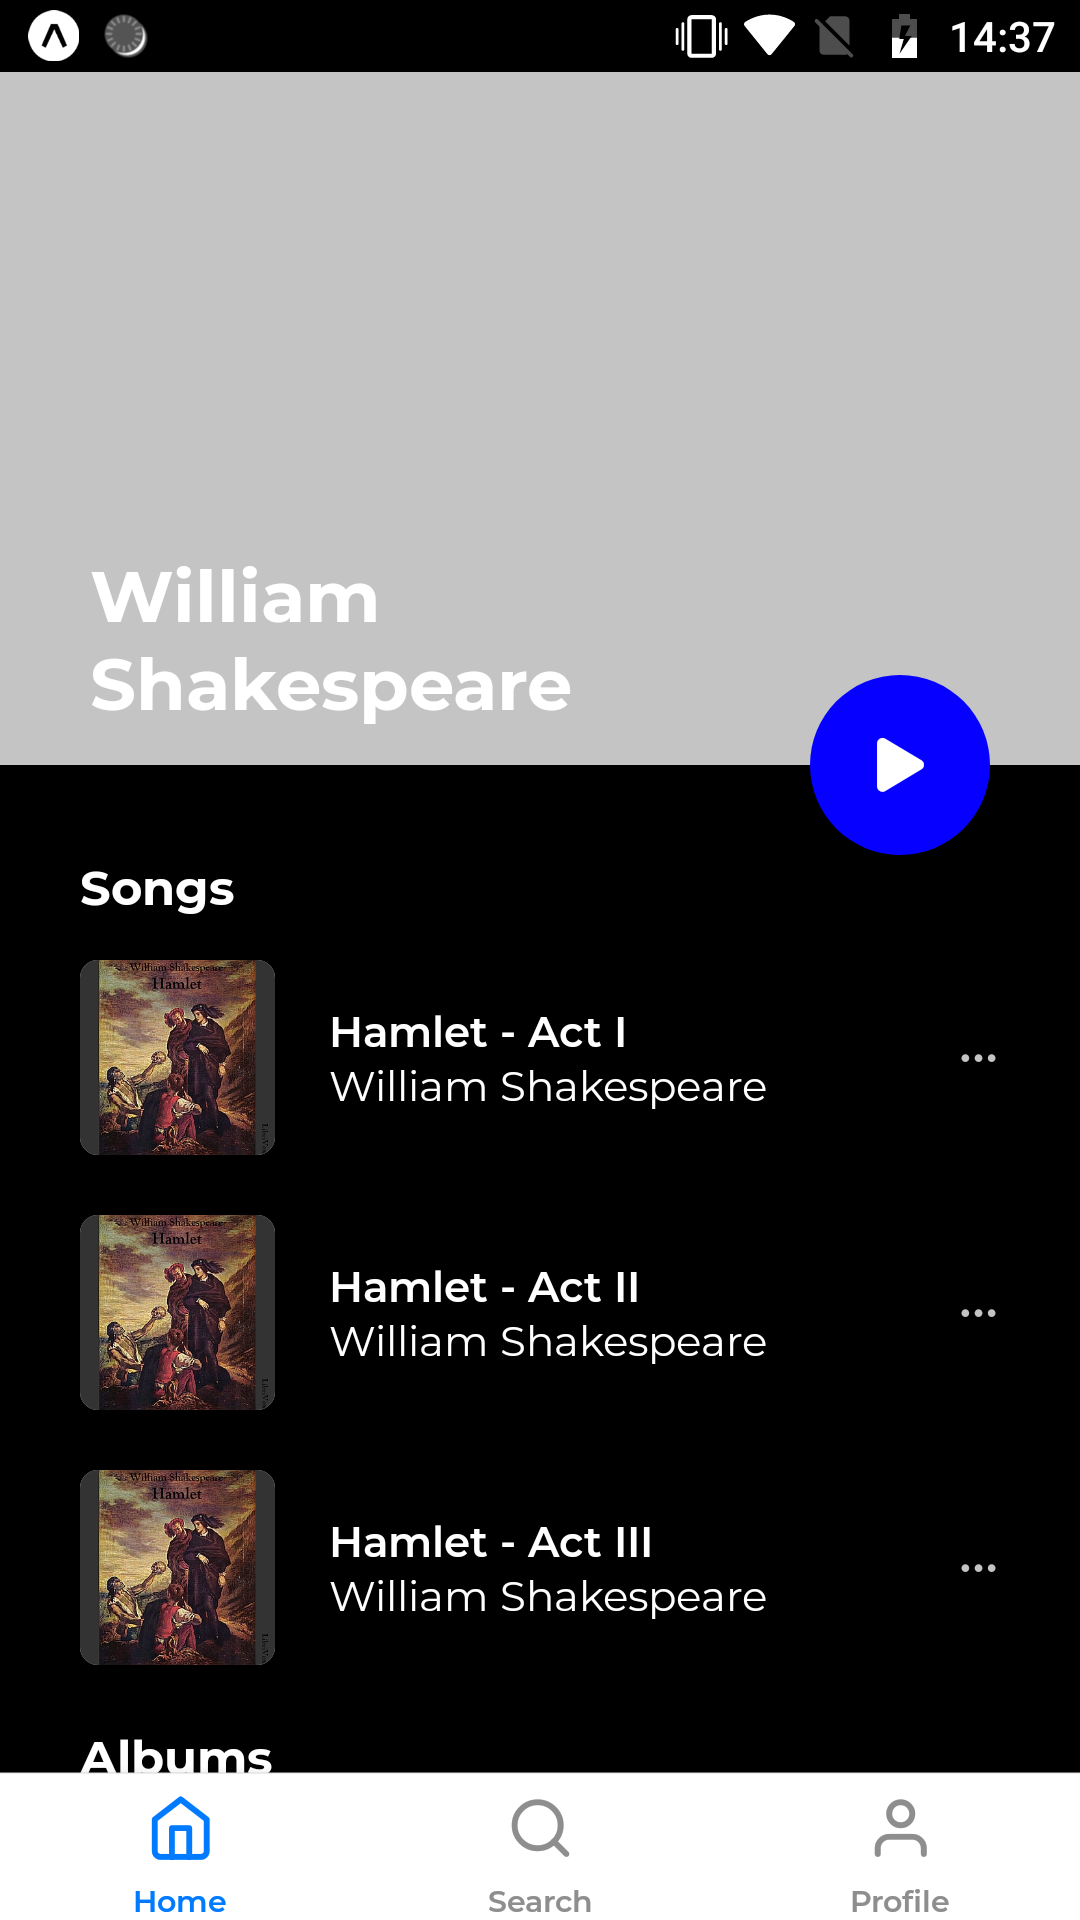 14:37
William
Shakespeare
Songs
William Shakespeare
Hamlet
Hamlet - Act I
William Shakespeare
William Shakespeare
Hamlet
Hamlet - Act II
William Shakespeare
William Shakespeare
Hamlet
Hamlet - Act III
William Shakespeare
Albums
Home
Search
Profile